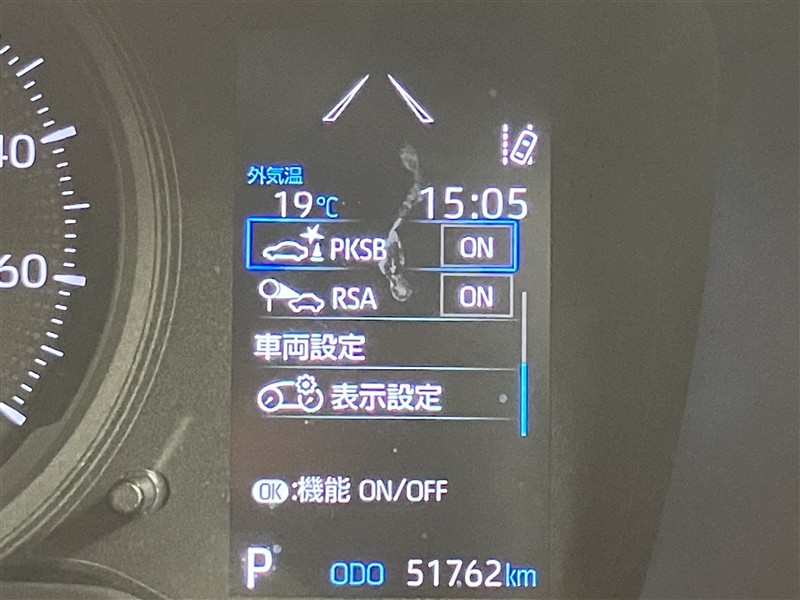 40
60
外気温
19℃ 15:05
PKSB ON
RSA ON
車両設定
表示設定
OK:機能 ON/OFF
P ODO 51762km